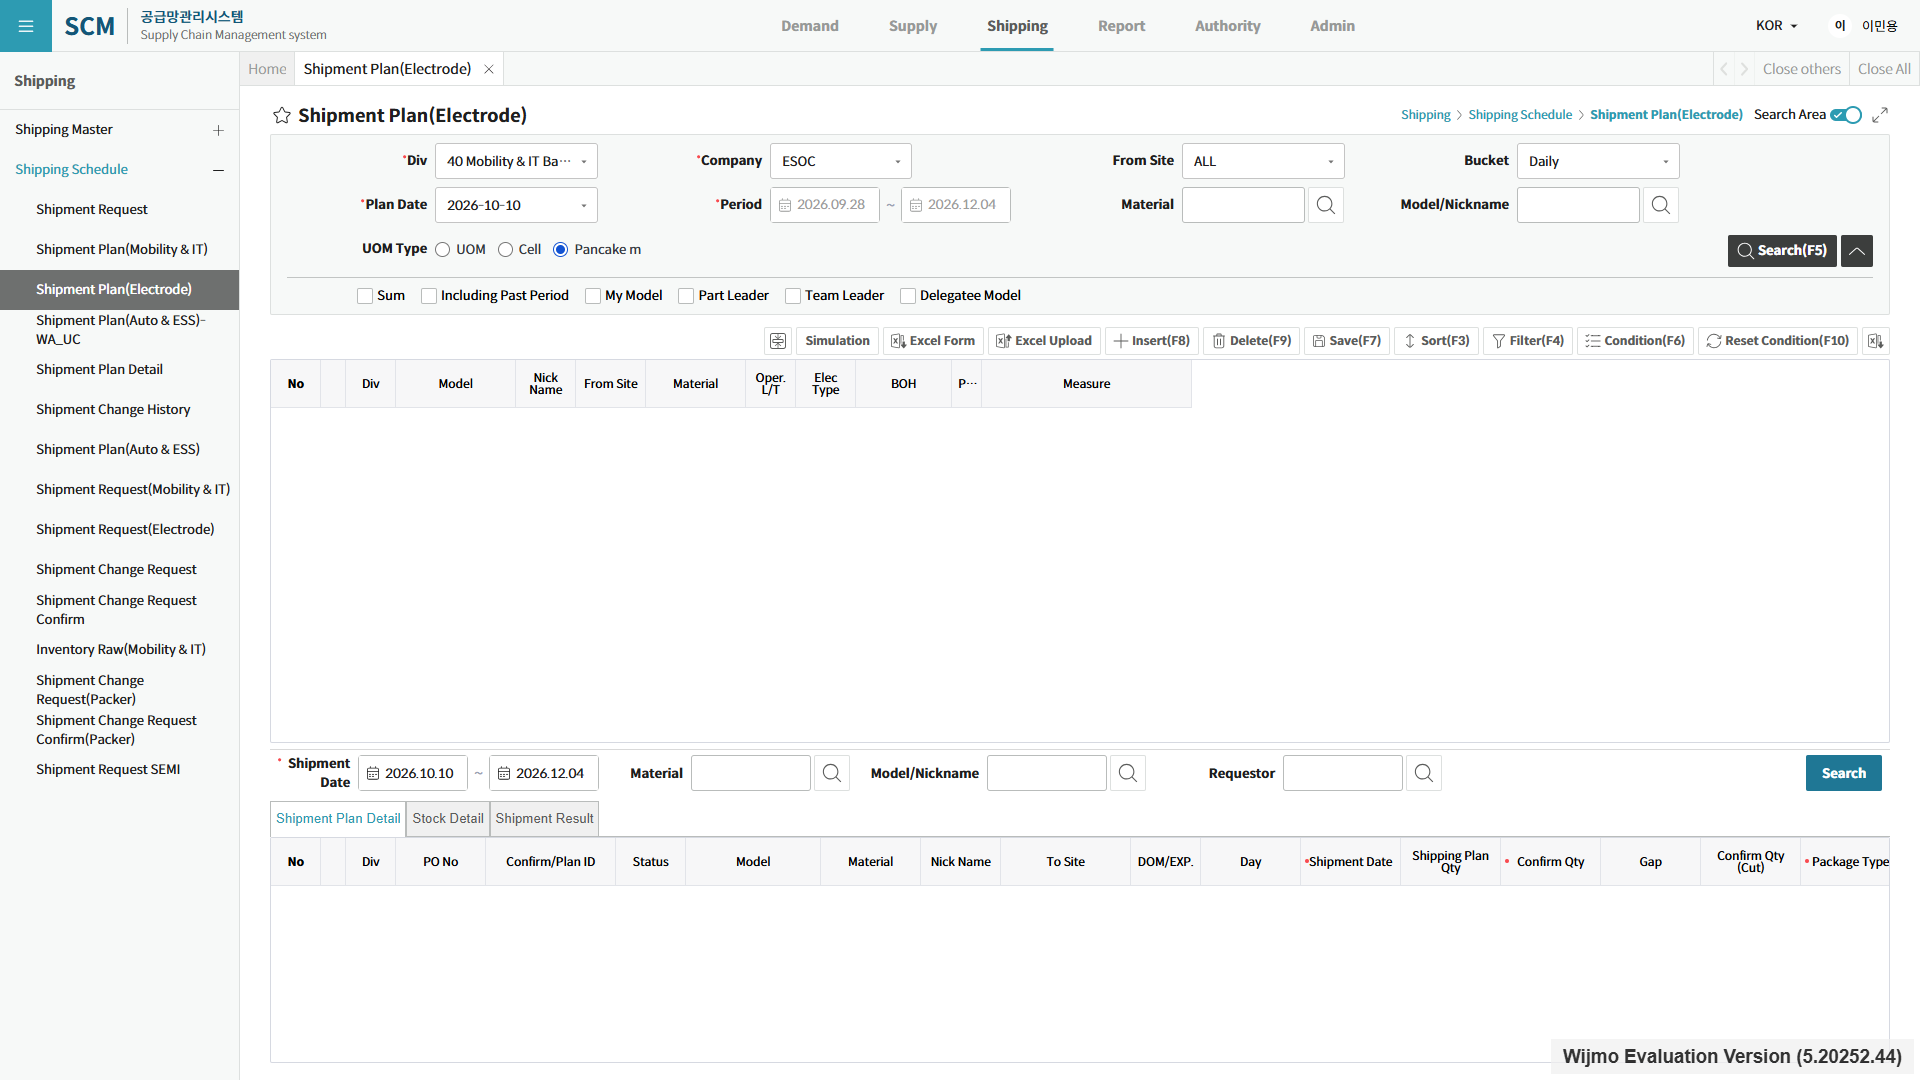 SCM
공급망관리시스템
Supply Chain Management system
Demand
Supply
Shipping
Report
Authority
Admin
KOR
이
이민용
Shipping
Home
Shipment Plan(Electrode)
Close others
Close All
Shipping Master
Shipping Schedule
Shipment Request
Shipment Plan(Mobility & IT)
Shipment Plan(Electrode)
Shipment Plan(Auto & ESS)-
WA_UC
Shipment Plan Detail
Shipment Change History
Shipment Plan(Auto & ESS)
Shipment Request(Mobility & IT)
Shipment Request(Electrode)
Shipment Change Request
Shipment Change Request
Confirm
Inventory Raw(Mobility & IT)
Shipment Change
Request(Packer)
Shipment Change Request
Confirm(Packer)
Shipment Request SEMI
Shipment Plan(Electrode)
Shipping > Shipping Schedule > Shipment Plan(Electrode)
Search Area
*Div 40 Mobility & IT Ba···
*Company ESOC
From Site ALL
Bucket Daily
*Plan Date 2026-10-10
*Period 2026.09.28 ~ 2026.12.04
Material
Model/Nickname
UOM Type UOM Cell Pancake m
Search(F5)
Sum Including Past Period My Model Part Leader Team Leader Delegatee Model
Simulation Excel Form Excel Upload Insert(F8) Delete(F9) Save(F7) Sort(F3) Filter(F4) Condition(F6) Reset Condition(F10)
No Div Model Nick Name From Site Material Oper. L/T Elec Type BOH P··· Measure
* Shipment Date 2026.10.10 ~ 2026.12.04
Material
Model/Nickname
Requestor
Search
Shipment Plan Detail Stock Detail Shipment Result
No Div PO No Confirm/Plan ID Status Model Material Nick Name To Site DOM/EXP. Day •Shipment Date Shipping Plan Qty • Confirm Qty Gap Confirm Qty (Cut) • Package Type
Wijmo Evaluation Version (5.20252.44)